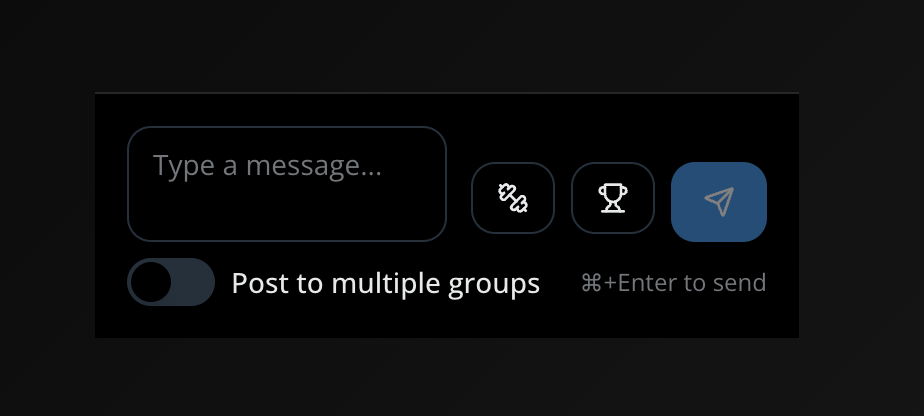 Type a message...
Post to multiple groups
⌘+Enter to send